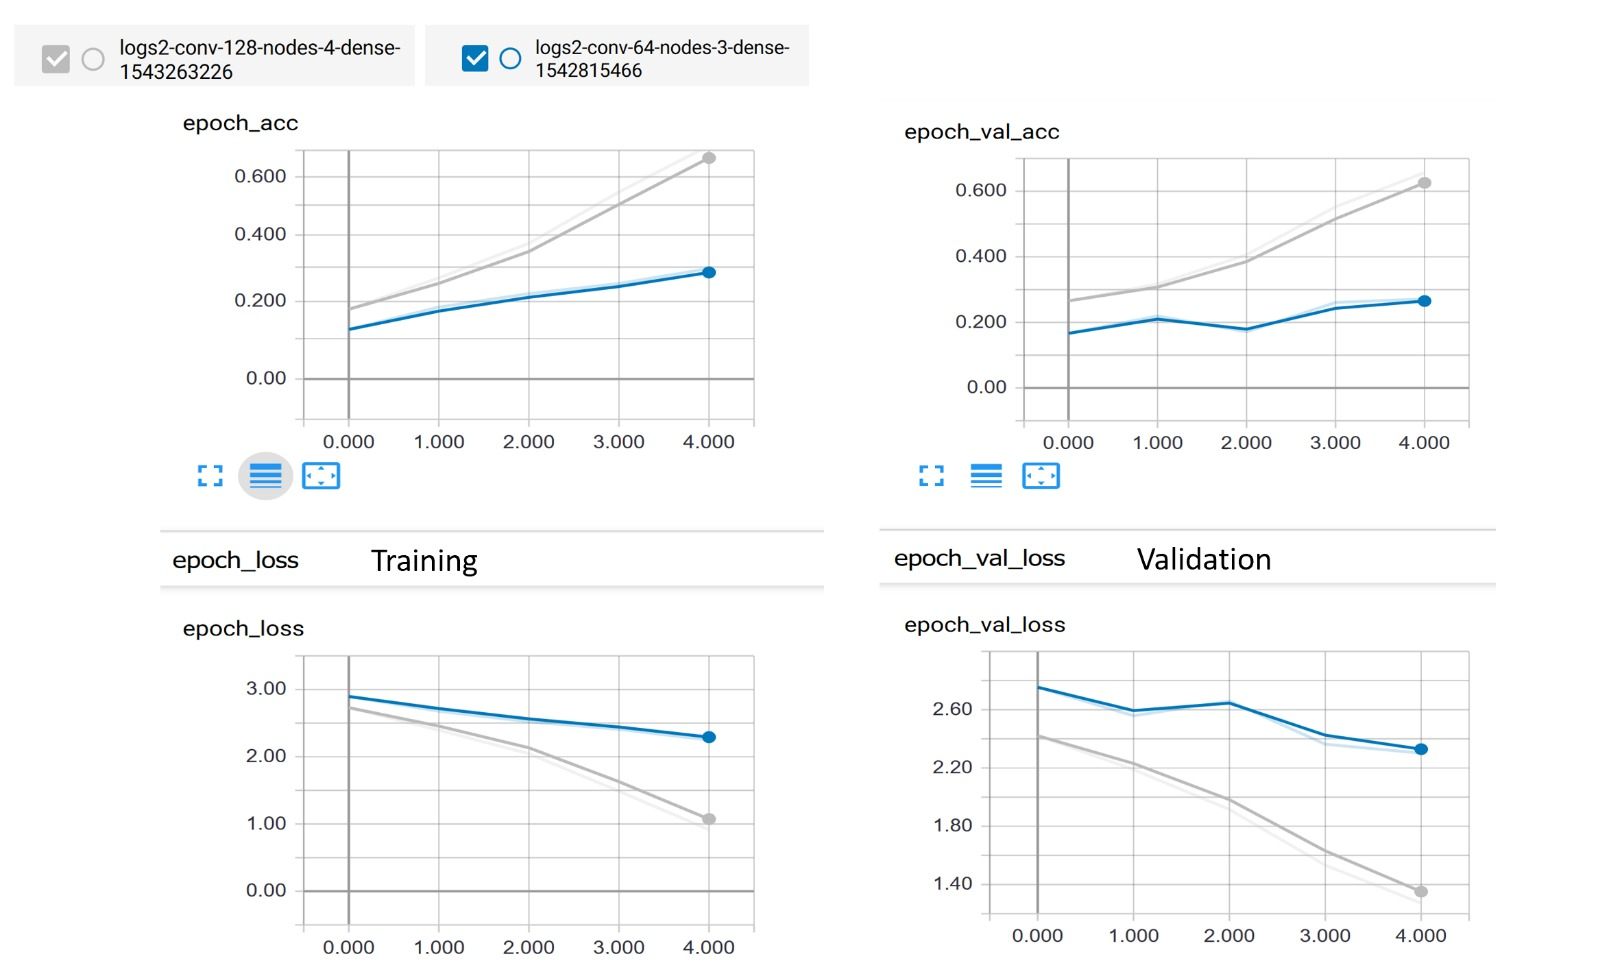 logs2-conv-128-nodes-4-dense-
1543263226
logs2-conv-64-nodes-3-dense-
1542815466
epoch_acc
0.600
0.400
0.200
0.00
0.000 1.000 2.000 3.000 4.000
epoch_val_acc
0.600
0.400
0.200
0.00
0.000 1.000 2.000 3.000 4.000
epoch_loss Training
epoch_val_loss Validation
epoch_loss
3.00
2.00
1.00
0.00
0.000 1.000 2.000 3.000 4.000
epoch_val_loss
2.60
2.20
1.80
1.40
0.000 1.000 2.000 3.000 4.000